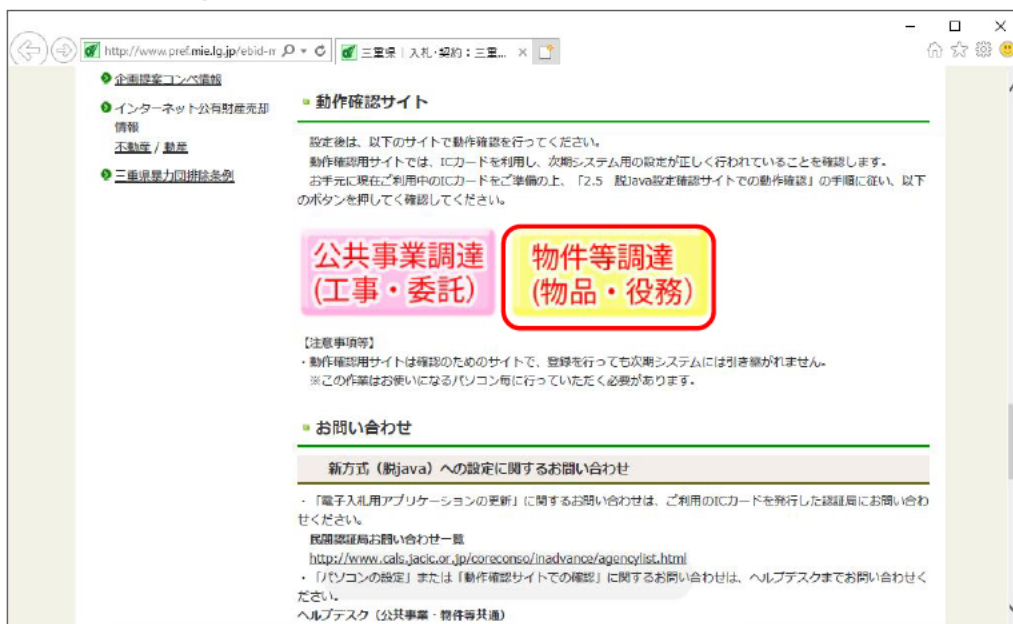 http://www.pref.mie.lg.jp/ebid-m
三重県|入札・契約:三重...
企画提案コンペ情報
インターネット公有財産売却
情報
不動産 / 動産
三重県暴力団排除条例
動作確認サイト
設定後は、以下のサイトで動作確認を行ってください。
動作確認用サイトでは、ICカードを利用し、次期システム用の設定が正しく行われていることを確認します。
お手元に現在ご利用中のICカードをご準備の上、「2.5 脱Java設定確認サイトでの動作確認」の手順に従い、以下
のボタンを押してく確認してください。
公共事業調達
(工事・委託)
物件等調達
(物品・役務)
【注意事項等】
・動作確認用サイトは確認のためのサイトで、登録を行っても次期システムには引き継がれません。
※この作業はお使いになるパソコン毎に行っていただく必要があります。
お問い合わせ
新方式(脱java)への設定に関するお問い合わせ
・「電子入札用アプリケーションの更新」に関するお問い合わせは、ご利用のICカードを発行した認証局にお問い合わ
せください。
民間認証局お問い合わせ一覧
http://www.cals.jacic.or.jp/coreconso/inadvance/agencylist.html
・「パソコンの設定」または「動作確認サイトでの確認」に関するお問い合わせは、ヘルプデスクまでお問い合わせく
ださい。
ヘルプデスク(公共事業・物件等共通)